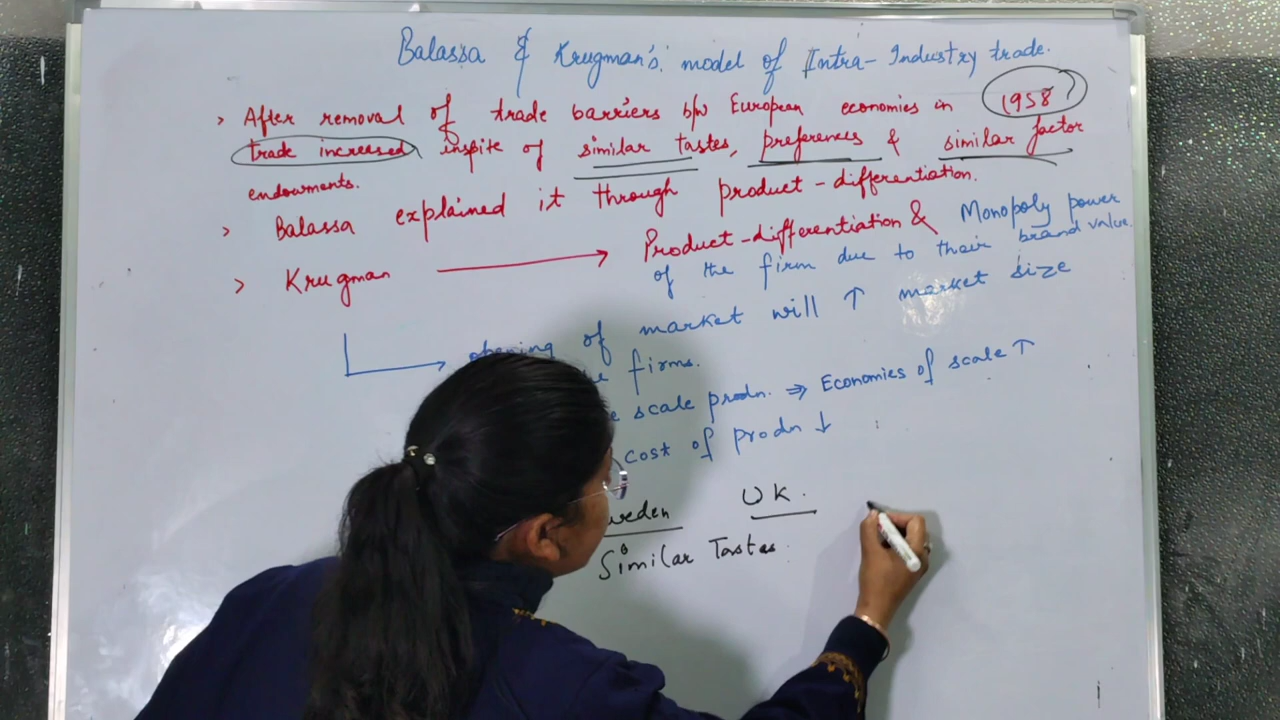 Balassa & Krugman's model of Intra-Industry trade.
> After removal of trade barriers b/w European economies in 1958
trade increased inspite of similar tastes, preferences & similar factor
endowments.
> Balassa explained it through product-differentiation.
> Krugman → Product-differentiation & Monopoly power
of the firm due to their brand value.
opening of market will ↑ market size
firms.
scale prodn. ⇒ Economies of scale ↑
cost of prodn ↓
UK.
Similar Tastes